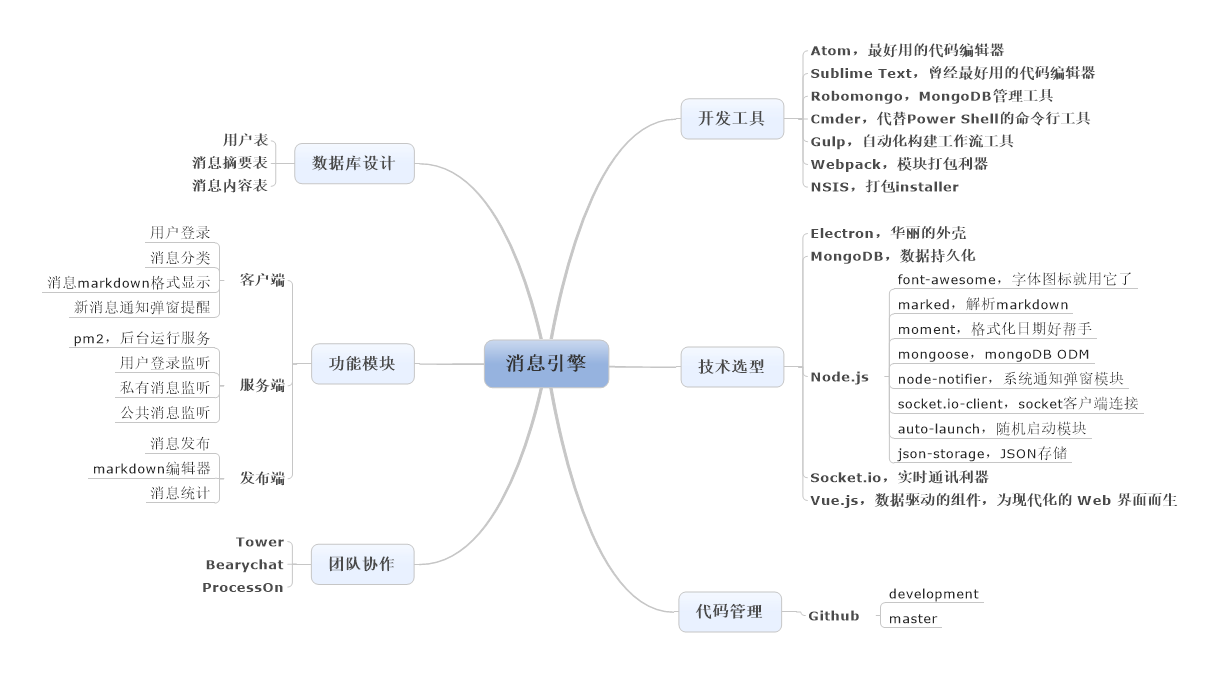 消息引擎
开发工具
Atom，最好用的代码编辑器
Sublime Text，曾经最好用的代码编辑器
Robomongo，MongoDB管理工具
Cmder，代替Power Shell的命令行工具
Gulp，自动化构建工作流工具
Webpack，模块打包利器
NSIS，打包installer
技术选型
Electron，华丽的外壳
MongoDB，数据持久化
Node.js
font-awesome，字体图标就用它了
marked，解析markdown
moment，格式化日期好帮手
mongoose，mongoDB ODM
node-notifier，系统通知弹窗模块
socket.io-client，socket客户端连接
auto-launch，随机启动模块
json-storage，JSON存储
Socket.io，实时通讯利器
Vue.js，数据驱动的组件，为现代化的 Web 界面而生
代码管理
Github
development
master
数据库设计
用户表
消息摘要表
消息内容表
功能模块
客户端
用户登录
消息分类
消息markdown格式显示
新消息通知弹窗提醒
服务端
pm2，后台运行服务
用户登录监听
私有消息监听
公共消息监听
发布端
消息发布
markdown编辑器
消息统计
团队协作
Tower
Bearychat
ProcessOn